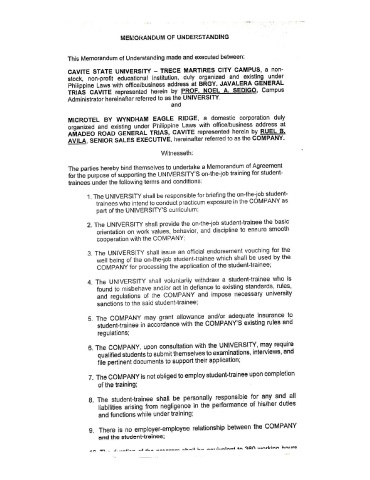 MEMORANDUM OF UNDERSTANDING
This Memorandum of Understanding made and executed between:
CAVITE STATE UNIVERSITY – TRECE MARTIRES CITY CAMPUS, a non-
stock, non-profit educational institution, duly organized and existing under
Philippine Laws with office/business address at BRGY. JAVALERA GENERAL
TRIAS CAVITE represented herein by PROF. NOEL A. SEDIGO, Campus
Administrator hereinafter referred to as the UNIVERSITY.
and
MICROTEL BY WYNDHAM EAGLE RIDGE, a domestic corporation duly
organized and existing under Philippine Laws with office/business address at
AMADEO ROAD GENERAL TRIAS, CAVITE represented herein by RUEL B.
AVILA, SENIOR SALES EXECUTIVE, hereinafter referred to as the COMPANY.
Witnesseth:
The parties hereby bind themselves to undertake a Memorandum of Agreement
for the purpose of supporting the UNIVERSITY'S on-the-job training for student-
trainees under the following terms and conditions:
1. The UNIVERSITY shall be responsible for briefing the on-the-job student-
trainees who intend to conduct practicum exposure in the COMPANY as
part of the UNIVERSITY'S curriculum;
2. The UNIVERSITY shall provide the on-the-job student-trainee the basic
orientation on work values, behavior, and discipline to ensure smooth
cooperation with the COMPANY;
3. The UNIVERSITY shall issue an official endorsement vouching for the
well being of the on-the-job student-trainee which shall be used by the
COMPANY for processing the application of the student-trainee;
4. The UNIVERSITY shall voluntarily withdraw a student-trainee who is
found to misbehave and/or act in defiance to existing standards, rules,
and regulations of the COMPANY and impose necessary university
sanctions to the said student-trainee;
5. The COMPANY may grant allowance and/or adequate insurance to
student-trainee in accordance with the COMPANY'S existing rules and
regulations;
6. The COMPANY, upon consultation with the UNIVERSITY, may require
qualified students to submit themselves to examinations, interviews, and
file pertinent documents to support their application;
7. The COMPANY is not obliged to employ student-trainee upon completion
of the training;
8. The student-trainee shall be personally responsible for any and all
liabilities arising from negligence in the performance of his/her duties
and functions while under training;
9. There is no employer-employee relationship between the COMPANY
and the student-trainee;